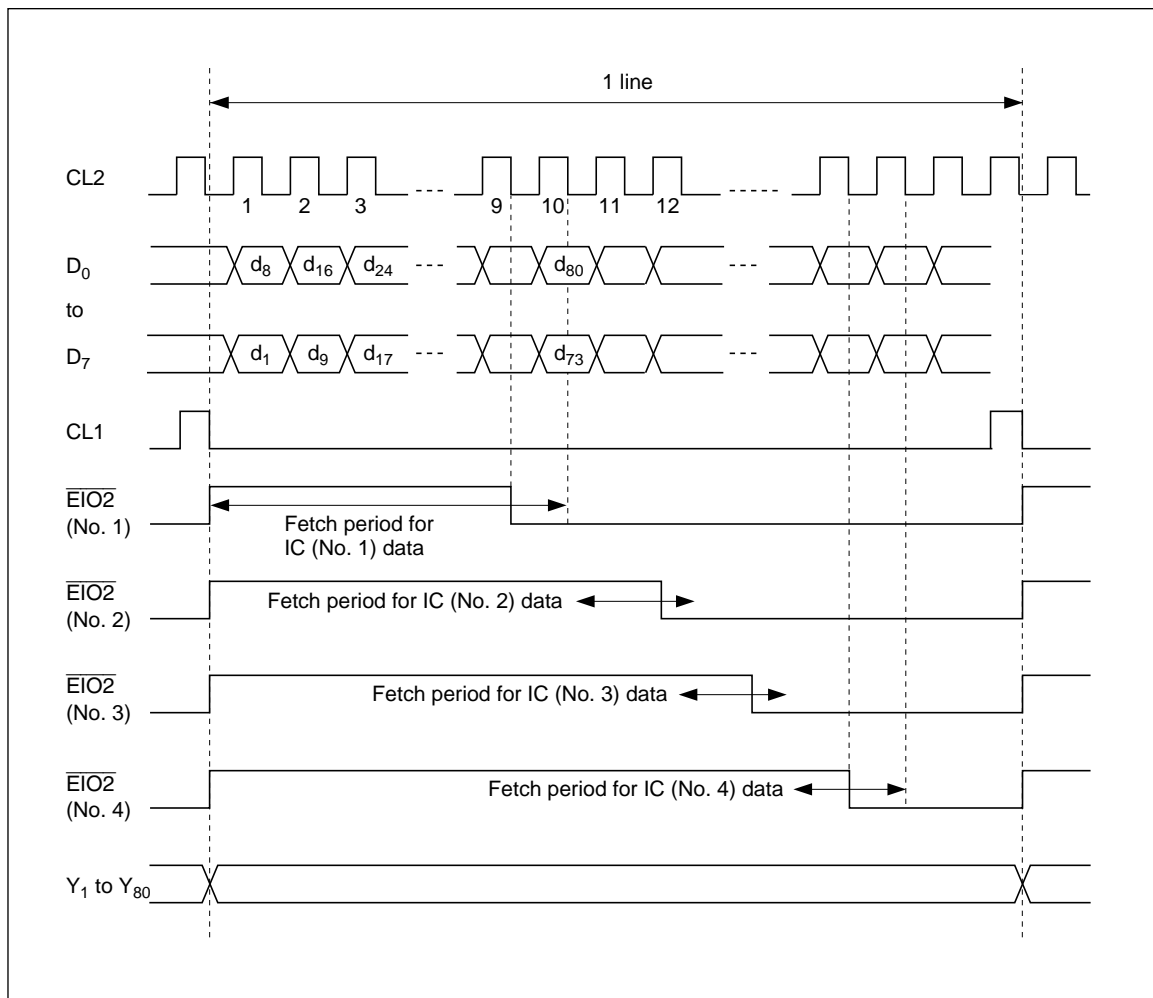 1 line
CL2
1 2 3 9 10 11 12
D0 d8 d16 d24 d80
to
D7 d1 d9 d17 d73
CL1
EIO2
(No. 1)
Fetch period for
IC (No. 1) data
EIO2
(No. 2)
Fetch period for IC (No. 2) data
EIO2
(No. 3)
Fetch period for IC (No. 3) data
EIO2
(No. 4)
Fetch period for IC (No. 4) data
Y1 to Y80